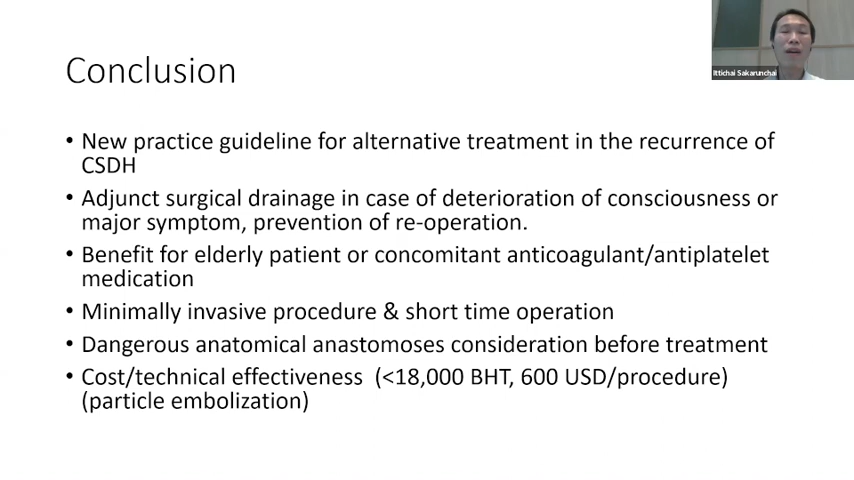 Ittichai Sakarunchai
Conclusion
• New practice guideline for alternative treatment in the recurrence of
CSDH
• Adjunct surgical drainage in case of deterioration of consciousness or
major symptom, prevention of re-operation.
• Benefit for elderly patient or concomitant anticoagulant/antiplatelet
medication
• Minimally invasive procedure & short time operation
• Dangerous anatomical anastomoses consideration before treatment
• Cost/technical effectiveness (<18,000 BHT, 600 USD/procedure)
(particle embolization)